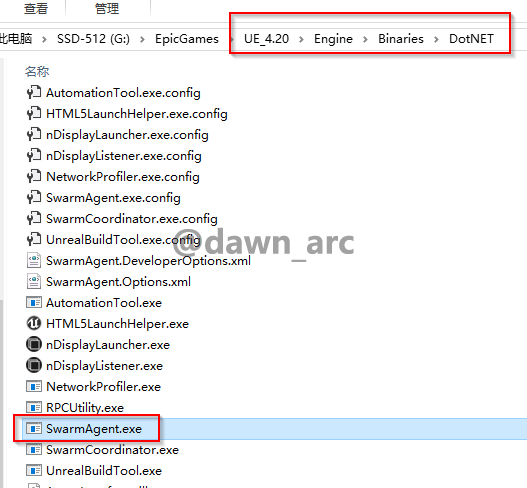 查看 管理
此电脑 > SSD-512 (G:) > EpicGames > UE_4.20 > Engine > Binaries > DotNET
名称
AutomationTool.exe.config
HTML5LaunchHelper.exe.config
nDisplayLauncher.exe.config
nDisplayListener.exe.config
NetworkProfiler.exe.config
SwarmAgent.exe.config
SwarmCoordinator.exe.config
UnrealBuildTool.exe.config
@dawn_arc
SwarmAgent.DeveloperOptions.xml
SwarmAgent.Options.xml
AutomationTool.exe
HTML5LaunchHelper.exe
nDisplayLauncher.exe
nDisplayListener.exe
NetworkProfiler.exe
RPCUtility.exe
SwarmAgent.exe
SwarmCoordinator.exe
UnrealBuildTool.exe